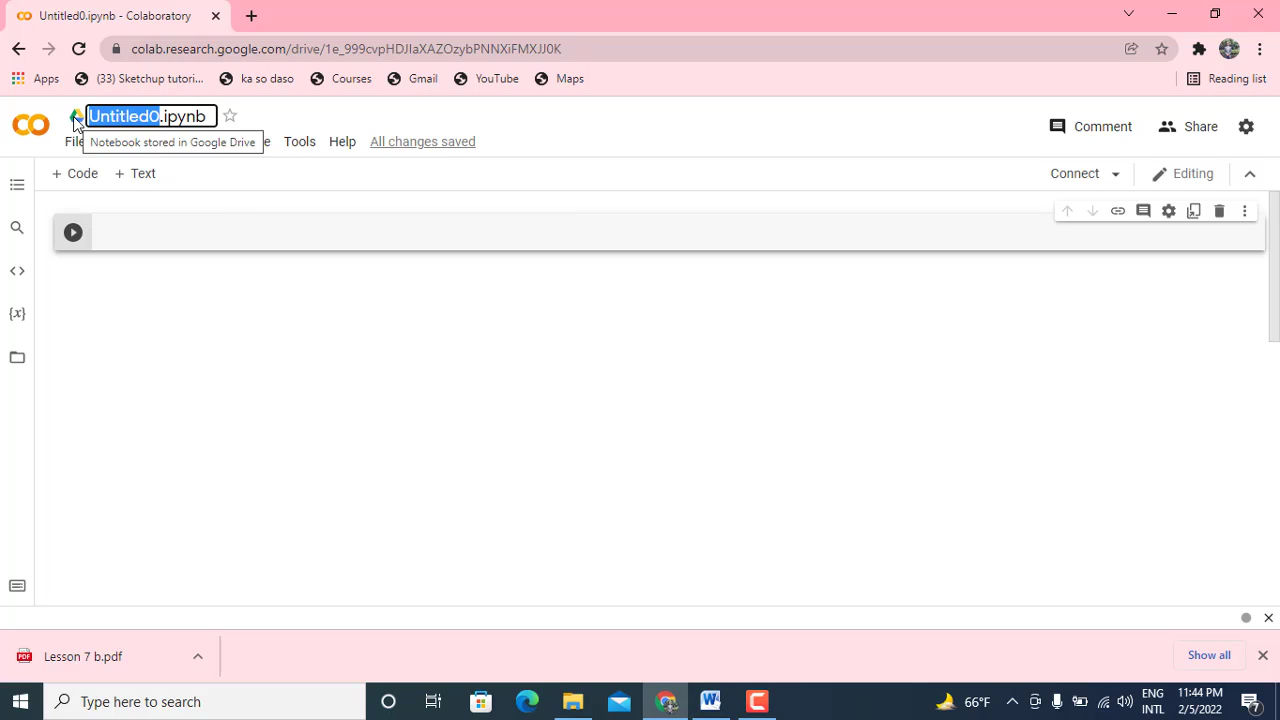 Untitled0.ipynb - Colaboratory
colab.research.google.com/drive/1e_999cvpHDJIaXAZOzybPNNXiFMXJJ0K
Apps
(33) Sketchup tutori...
ka so daso
Courses
Gmail
YouTube
Maps
Reading list
Untitled0.ipynb
Comment
Share
File
Notebook stored in Google Drive
e
Tools
Help
All changes saved
+ Code
+ Text
Connect
Editing
{x}
Lesson 7 b.pdf
Show all
Type here to search
66°F
ENG
INTL
11:44 PM
2/5/2022
7